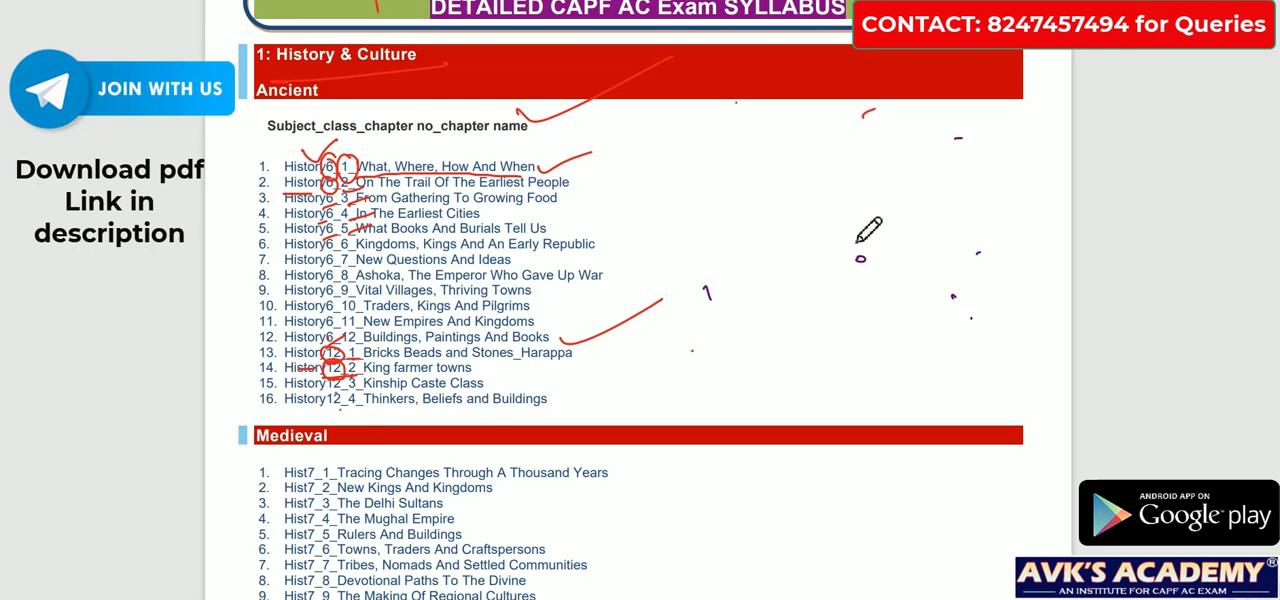 DETAILED CAPF AC Exam SYLLABUS
CONTACT: 8247457494 for Queries
1: History & Culture
JOIN WITH US
Ancient
Subject_class_chapter no_chapter name
Download pdf
Link in
description
1. History6_1_What, Where, How And When
2. History6_2_On The Trail Of The Earliest People
3. History6_3_From Gathering To Growing Food
4. History6_4_In The Earliest Cities
5. History6_5_What Books And Burials Tell Us
6. History6_6_Kingdoms, Kings And An Early Republic
7. History6_7_New Questions And Ideas
8. History6_8_Ashoka, The Emperor Who Gave Up War
9. History6_9_Vital Villages, Thriving Towns
10. History6_10_Traders, Kings And Pilgrims
11. History6_11_New Empires And Kingdoms
12. History6_12_Buildings, Paintings And Books
13. History12_1_Bricks Beads and Stones_Harappa
14. History12_2_King farmer towns
15. History12_3_Kinship Caste Class
16. History12_4_Thinkers, Beliefs and Buildings
Medieval
1. Hist7_1_Tracing Changes Through A Thousand Years
2. Hist7_2_New Kings And Kingdoms
3. Hist7_3_The Delhi Sultans
4. Hist7_4_The Mughal Empire
5. Hist7_5_Rulers And Buildings
6. Hist7_6_Towns, Traders And Craftspersons
7. Hist7_7_Tribes, Nomads And Settled Communities
8. Hist7_8_Devotional Paths To The Divine
9. Hist7_9_The Making Of Regional Cultures
ANDROID APP ON
Google play
AVK'S ACADEMY®
AN INSTITUTE FOR CAPF AC EXAM